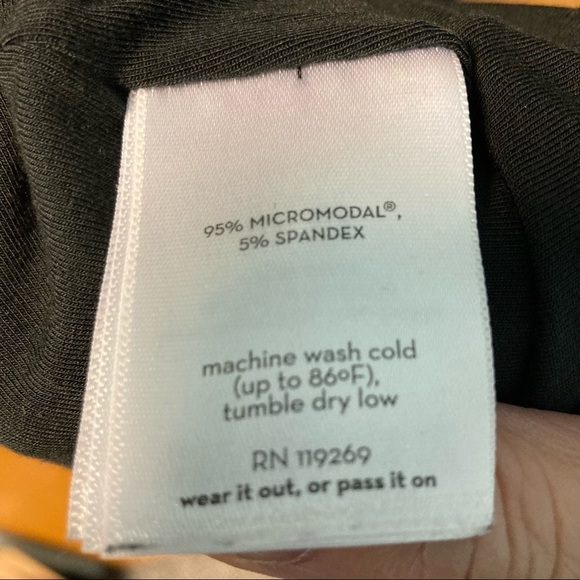 95% MICROMODAL®,
5% SPANDEX
machine wash cold
(up to 86ºF),
tumble dry low
RN 119269
wear it out, or pass it on